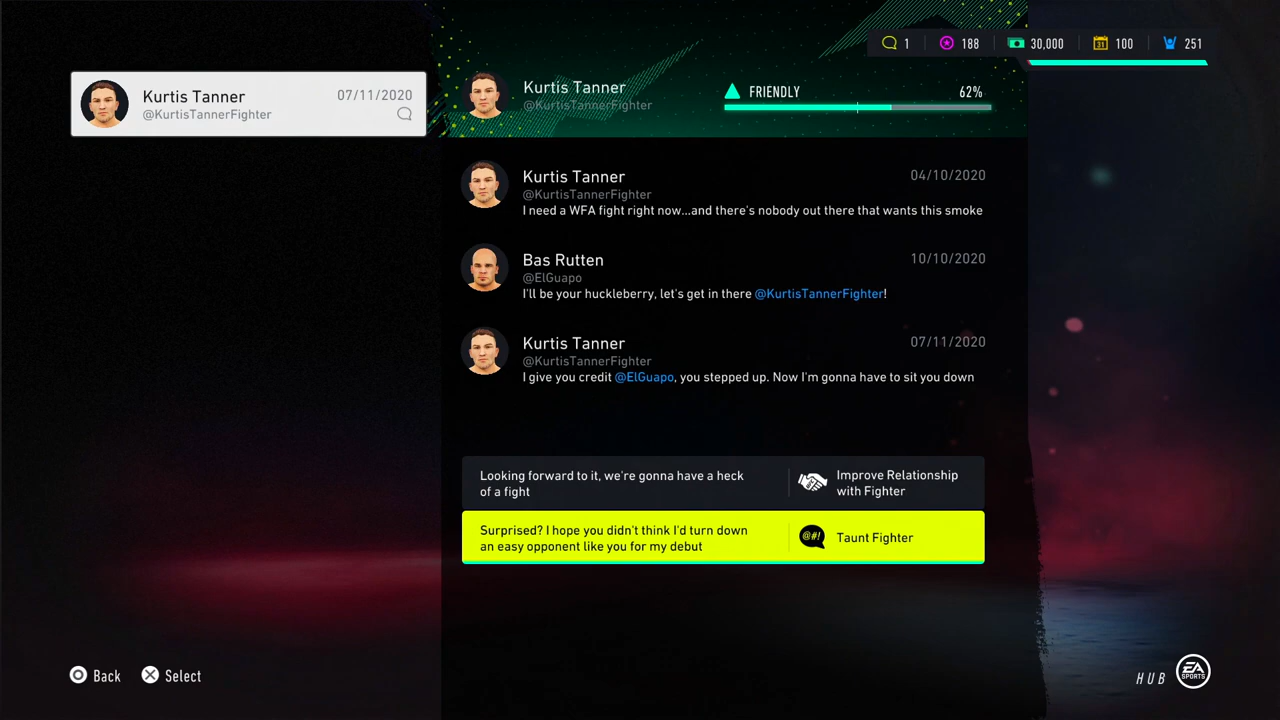 1
188
30,000
31
100
251
Kurtis Tanner
07/11/2020
@KurtisTannerFighter
Kurtis Tanner
@KurtisTannerFighter
FRIENDLY
62%
Kurtis Tanner
04/10/2020
@KurtisTannerFighter
I need a WFA fight right now...and there's nobody out there that wants this smoke
Bas Rutten
10/10/2020
@ElGuapo
I'll be your huckleberry, let's get in there @KurtisTannerFighter!
Kurtis Tanner
07/11/2020
@KurtisTannerFighter
I give you credit @ElGuapo, you stepped up. Now I'm gonna have to sit you down
Looking forward to it, we're gonna have a heck
of a fight
Improve Relationship
with Fighter
Surprised? I hope you didn't think I'd turn down
an easy opponent like you for my debut
@#!
Taunt Fighter
Back
Select
HUB
EA
SPORTS